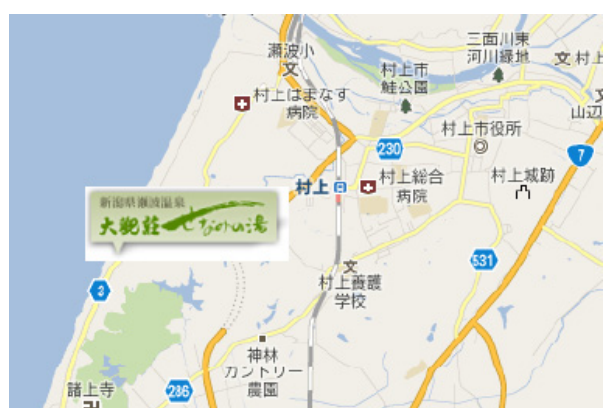 瀬波小
文
三面川東
河川緑地
文 村上
村上市
鮭公園
村上はまなす
病院
山辺
230
村上市役所
7
村上
村上総合
病院
村上城跡
新潟県瀬波温泉
大観荘 せなみの湯
531
文
村上養護
学校
3
神林
カントリー
農園
諸上寺
卍
286